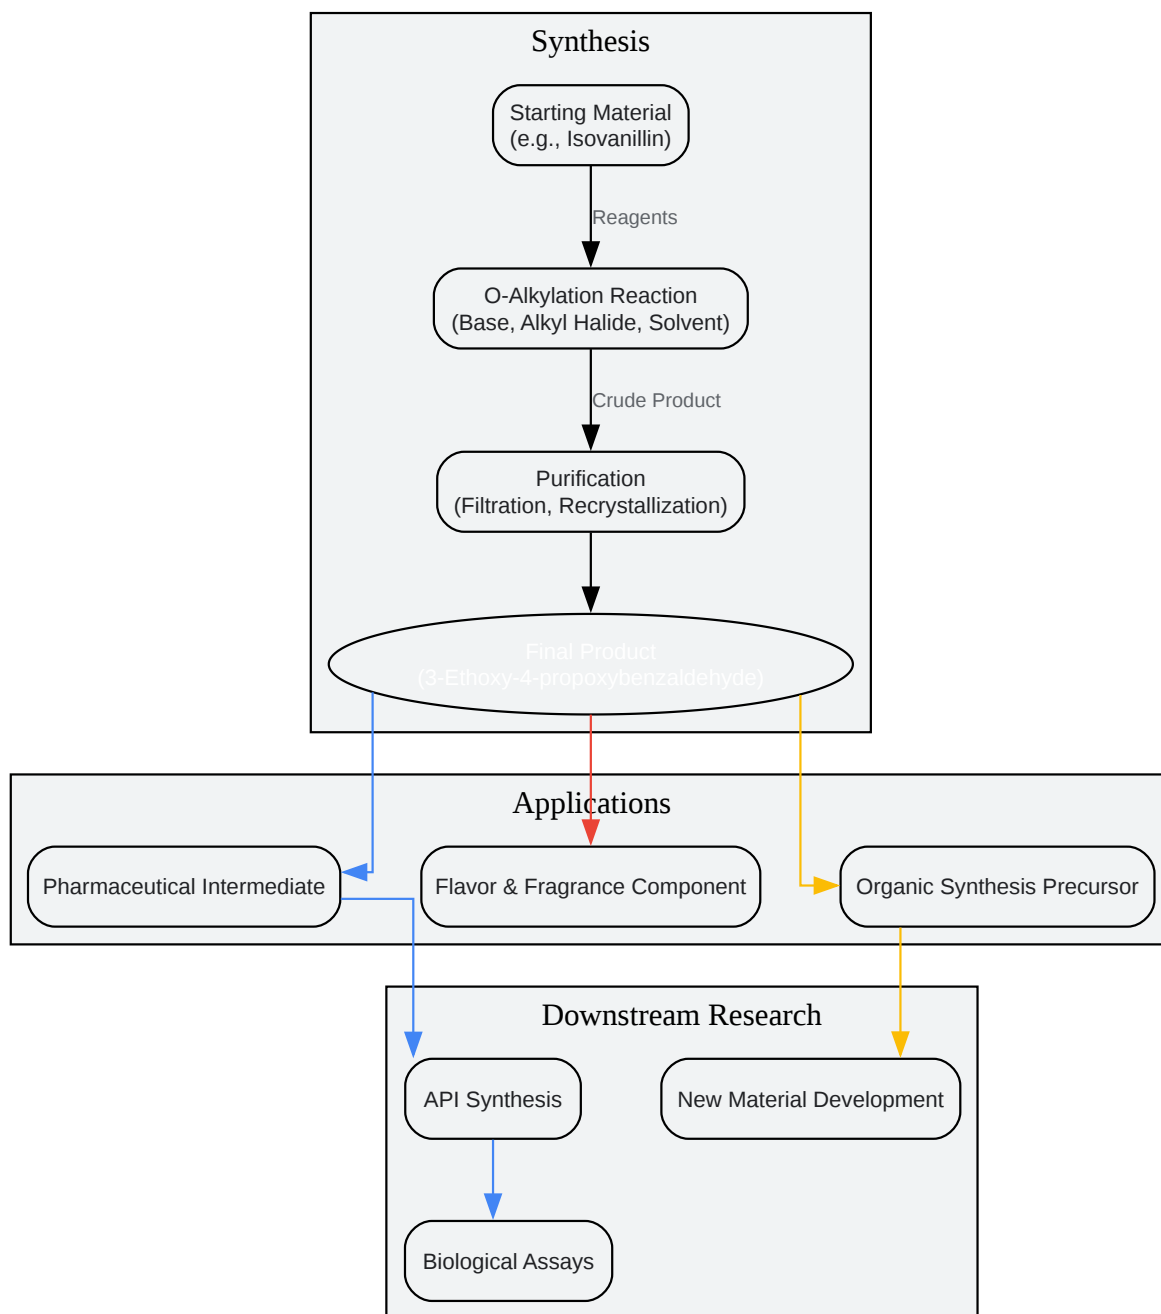 Synthesis
Starting Material
(e.g., Isovanillin)
Reagents
O-Alkylation Reaction
(Base, Alkyl Halide, Solvent)
Crude Product
Purification
(Filtration, Recrystallization)
Final Product
(3-Ethoxy-4-propoxybenzaldehyde)
Applications
Pharmaceutical Intermediate
Flavor & Fragrance Component
Organic Synthesis Precursor
Downstream Research
API Synthesis
New Material Development
Biological Assays